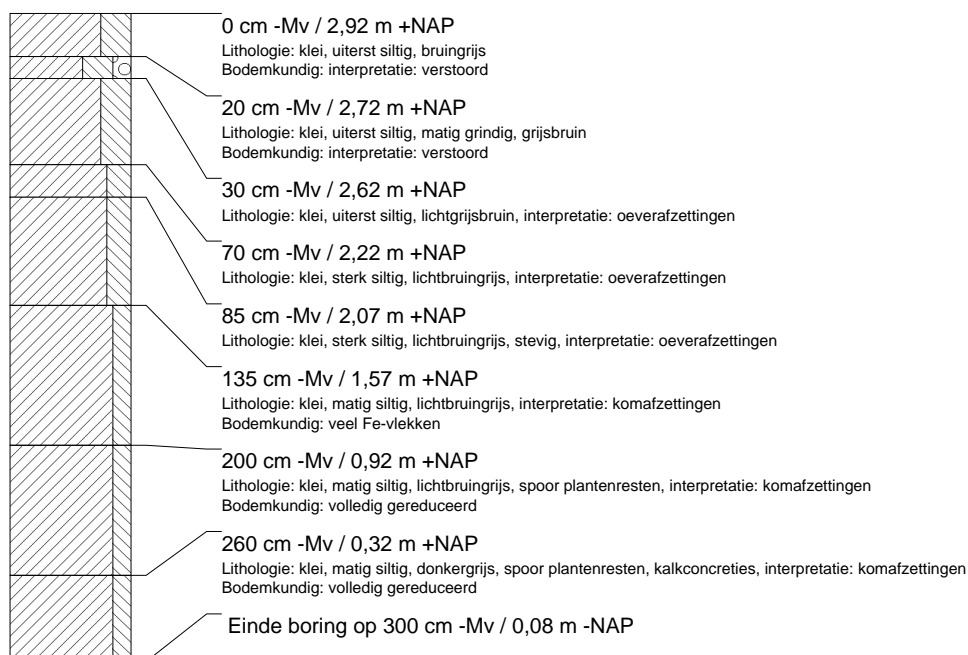 0 cm -Mv / 2,92 m +NAP
Lithologie: klei, uiterst siltig, bruingrijs
Bodemkundig: interpretatie: verstoord
20 cm -Mv / 2,72 m +NAP
Lithologie: klei, uiterst siltig, matig grindig, grijsbruin
Bodemkundig: interpretatie: verstoord
30 cm -Mv / 2,62 m +NAP
Lithologie: klei, uiterst siltig, lichtgrijsbruin, interpretatie: oeverafzettingen
70 cm -Mv / 2,22 m +NAP
Lithologie: klei, sterk siltig, lichtbruingrijs, interpretatie: oeverafzettingen
85 cm -Mv / 2,07 m +NAP
Lithologie: klei, sterk siltig, lichtbruingrijs, stevig, interpretatie: oeverafzettingen
135 cm -Mv / 1,57 m +NAP
Lithologie: klei, matig siltig, lichtbruingrijs, interpretatie: komafzettingen
Bodemkundig: veel Fe-vlekken
200 cm -Mv / 0,92 m +NAP
Lithologie: klei, matig siltig, lichtbruingrijs, spoor plantenresten, interpretatie: komafzettingen
Bodemkundig: volledig gereduceerd
260 cm -Mv / 0,32 m +NAP
Lithologie: klei, matig siltig, donkergrijs, spoor plantenresten, kalkconcreties, interpretatie: komafzettingen
Bodemkundig: volledig gereduceerd
Einde boring op 300 cm -Mv / 0,08 m -NAP